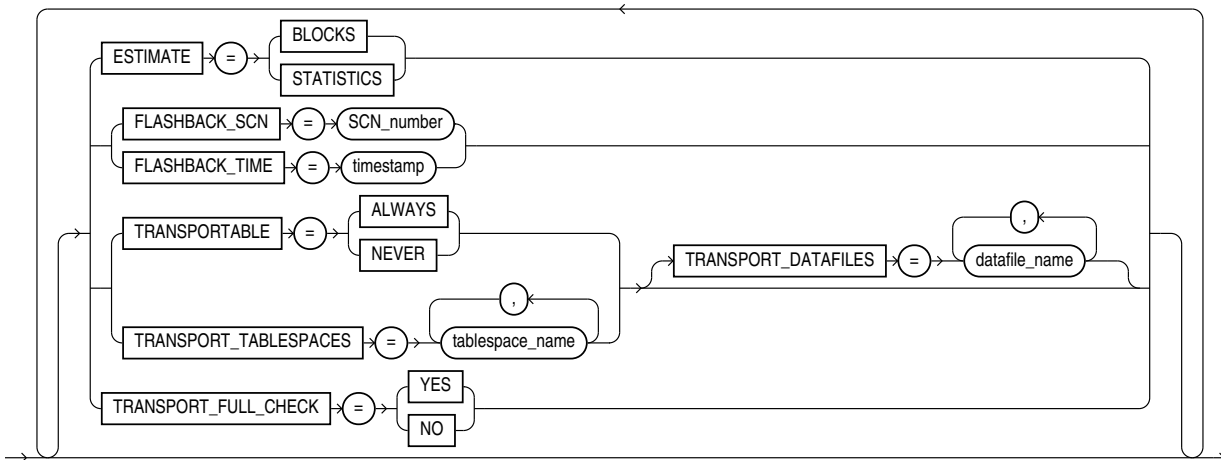 ESTIMATE = BLOCKS
STATISTICS
FLASHBACK_SCN = SCN_number
FLASHBACK_TIME = timestamp
TRANSPORTABLE = ALWAYS
NEVER
TRANSPORT_DATAFILES = datafile_name ,
TRANSPORT_TABLESPACES = tablespace_name ,
TRANSPORT_FULL_CHECK = YES
NO